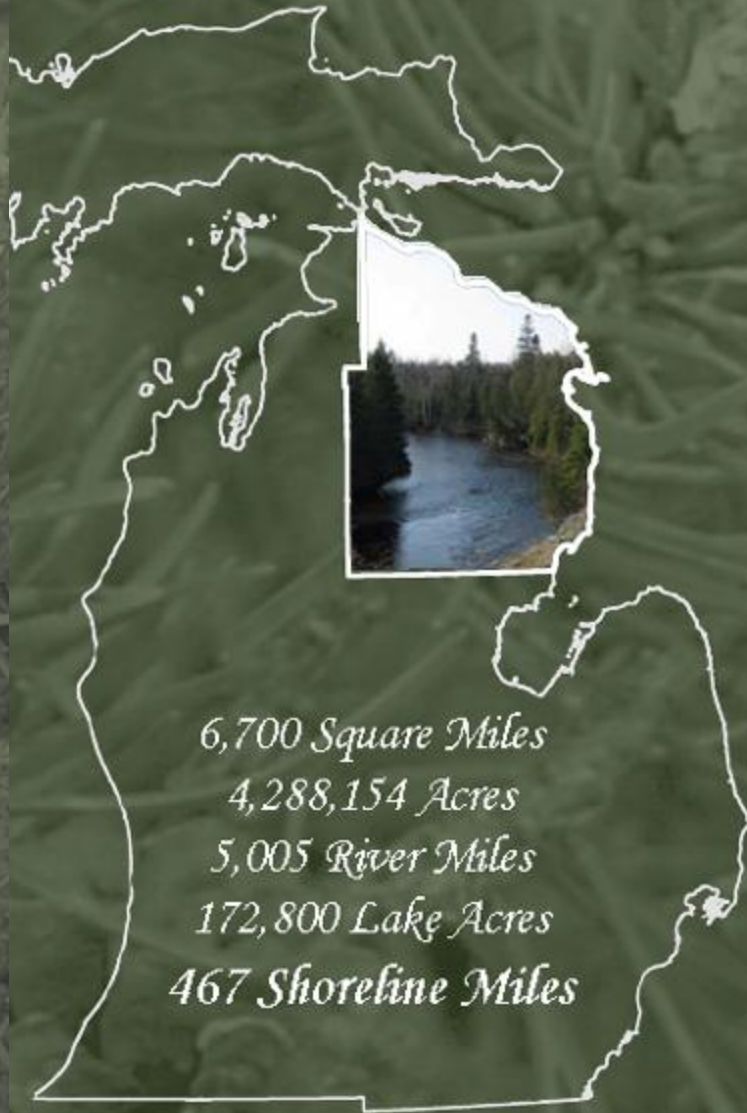 6,700 Square Miles
4,288,154 Acres
5,005 River Miles
172,800 Lake Acres
467 Shoreline Miles